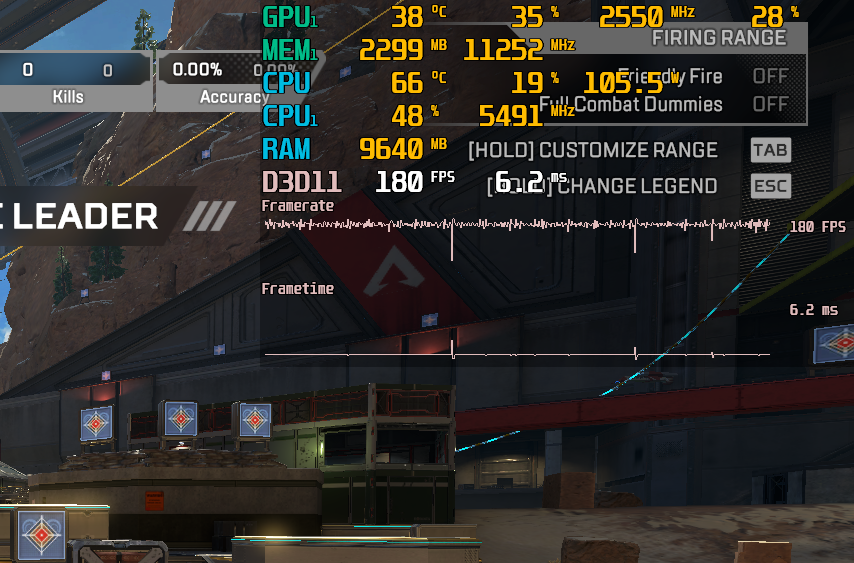 GPU1 38 °C 35 % 2550 MHz 28 %
FIRING RANGE
MEM1 2299 MB 11252 MHz
CPU 66 °C 19 % 105.5 W
Friendly Fire OFF
CPU1 48 % 5491 MHz
Full Combat Dummies OFF
0 0
0.00% 0.00%
Kills
Accuracy
RAM 9640 MB
[HOLD] CUSTOMIZE RANGE TAB
D3D11 180 FPS 6.2 ms
CHANGE LEGEND ESC
LEADER
Framerate
180 FPS
Frametime
6.2 ms